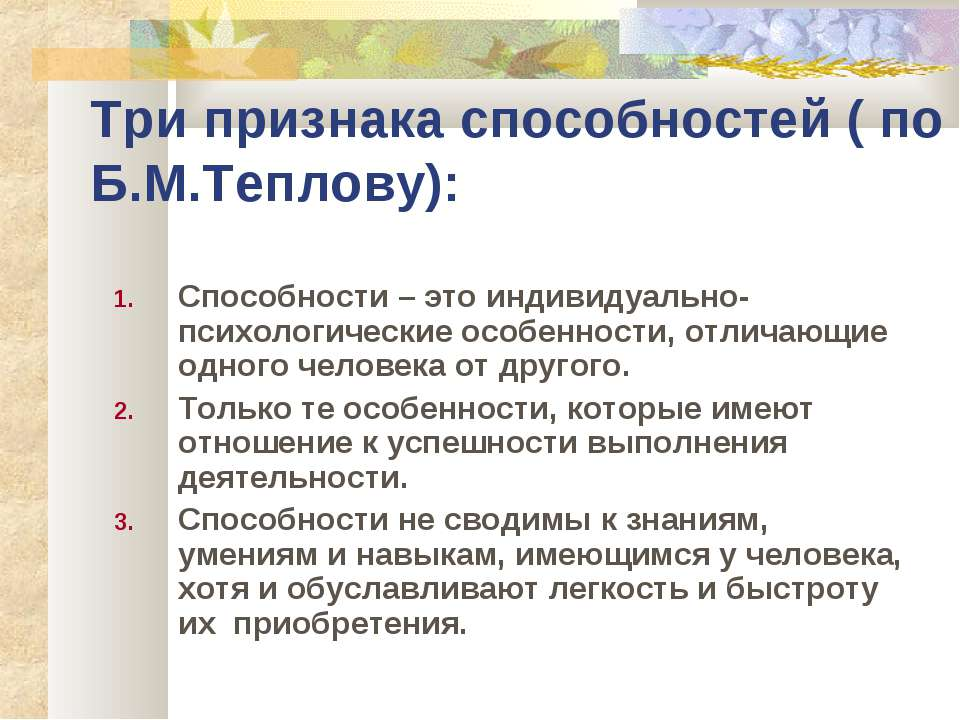 Три признака способностей ( по
Б.М.Теплову):
1. Способности – это индивидуально-
психологические особенности, отличающие
одного человека от другого.
2. Только те особенности, которые имеют
отношение к успешности выполнения
деятельности.
3. Способности не сводимы к знаниям,
умениям и навыкам, имеющимся у человека,
хотя и обуславливают легкость и быстроту
их  приобретения.